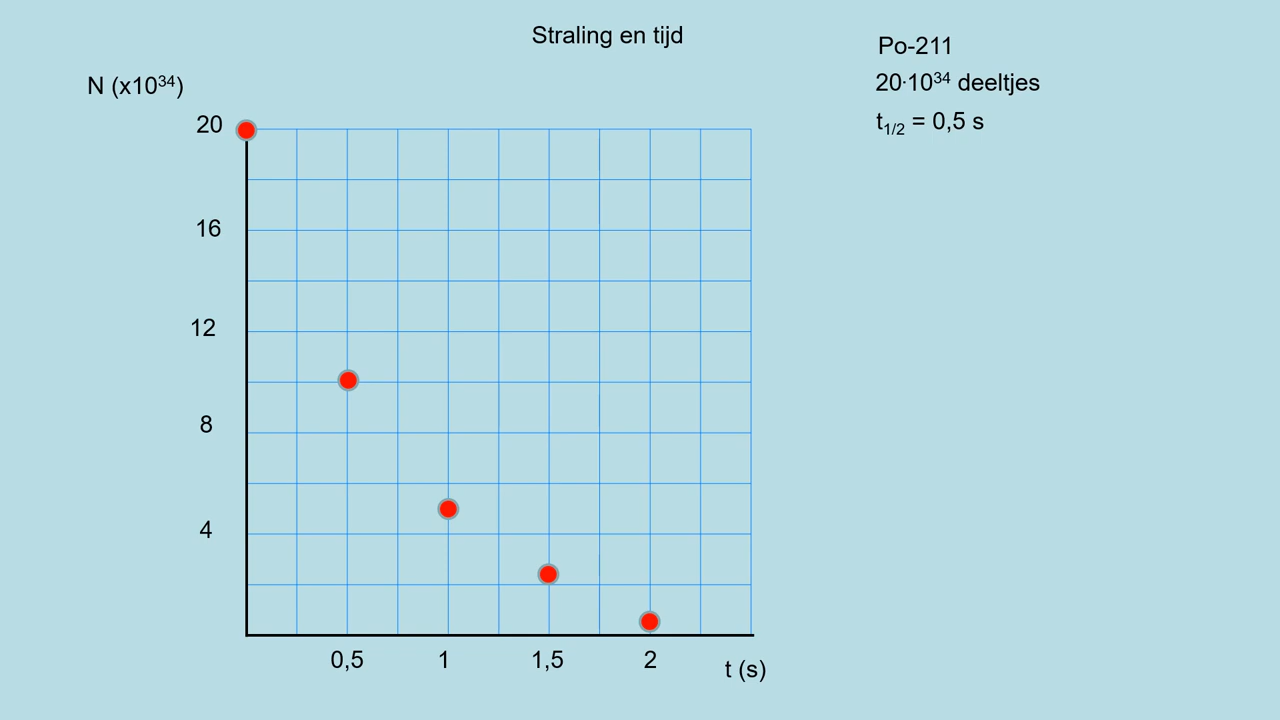 Straling en tijd
Po-211
20·10³⁴ deeltjes
t₁/₂ = 0,5 s
N (x10³⁴)
20
16
12
8
4
0,5 1 1,5 2 t (s)